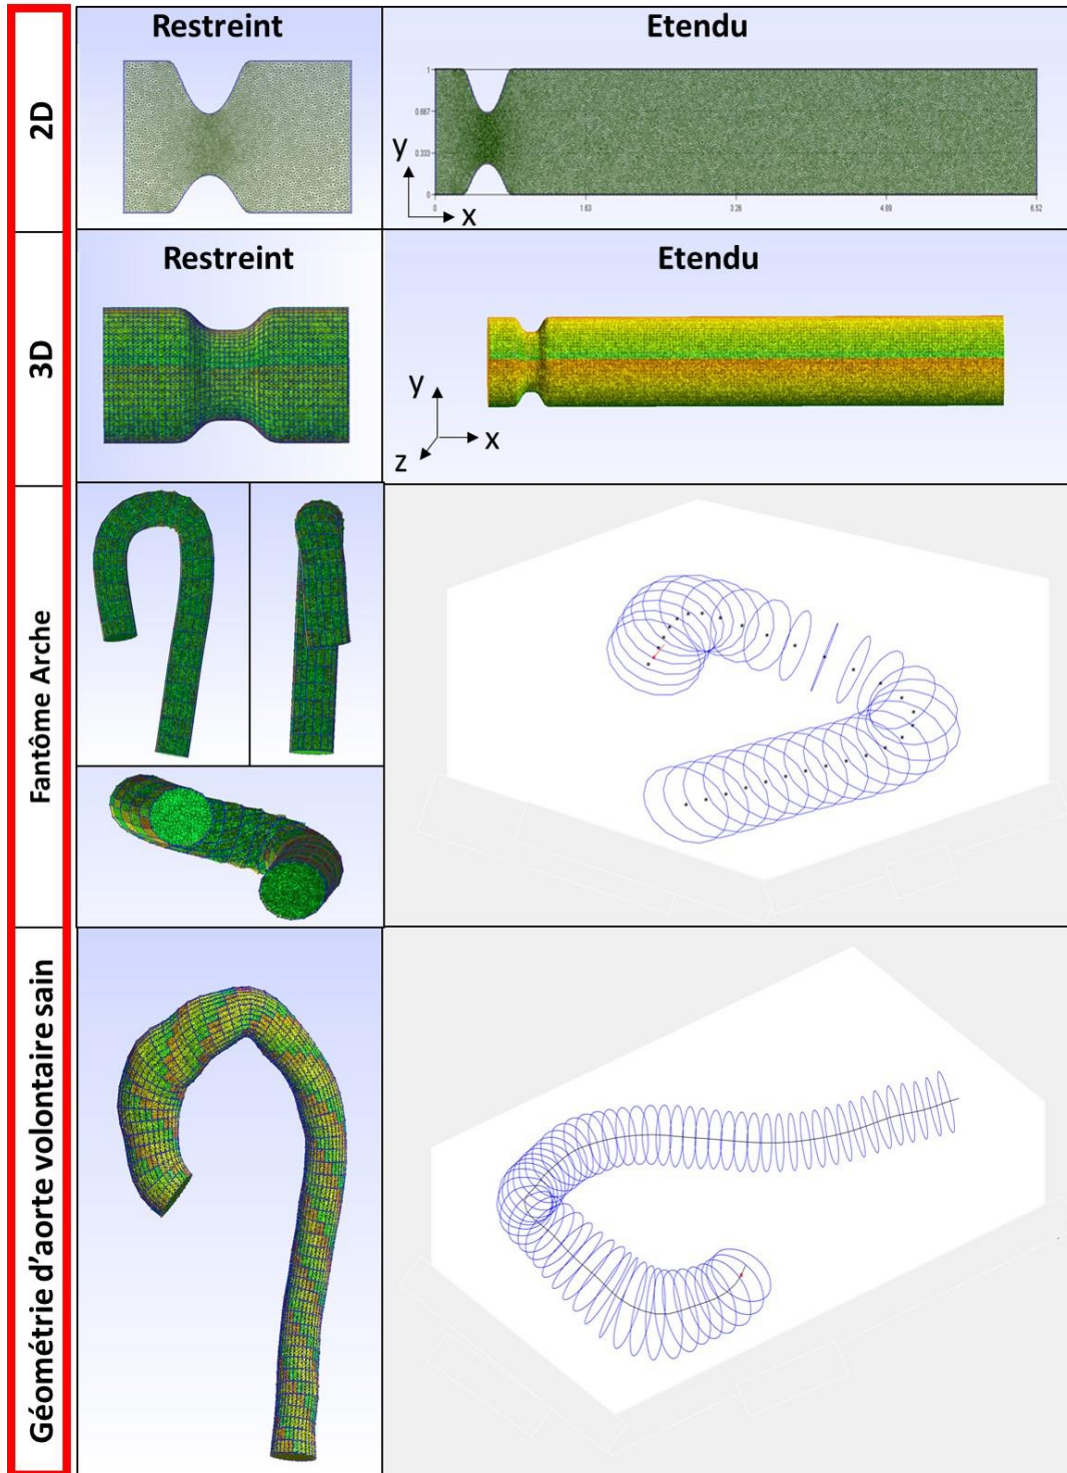 Restreint
Etendu
2D
1
0.667
0.333
0
y
x
0
1.63
3.26
4.89
6.52
Restreint
Etendu
3D
y
x
z
Fantôme Arche
Géométrie d'aorte volontaire sain